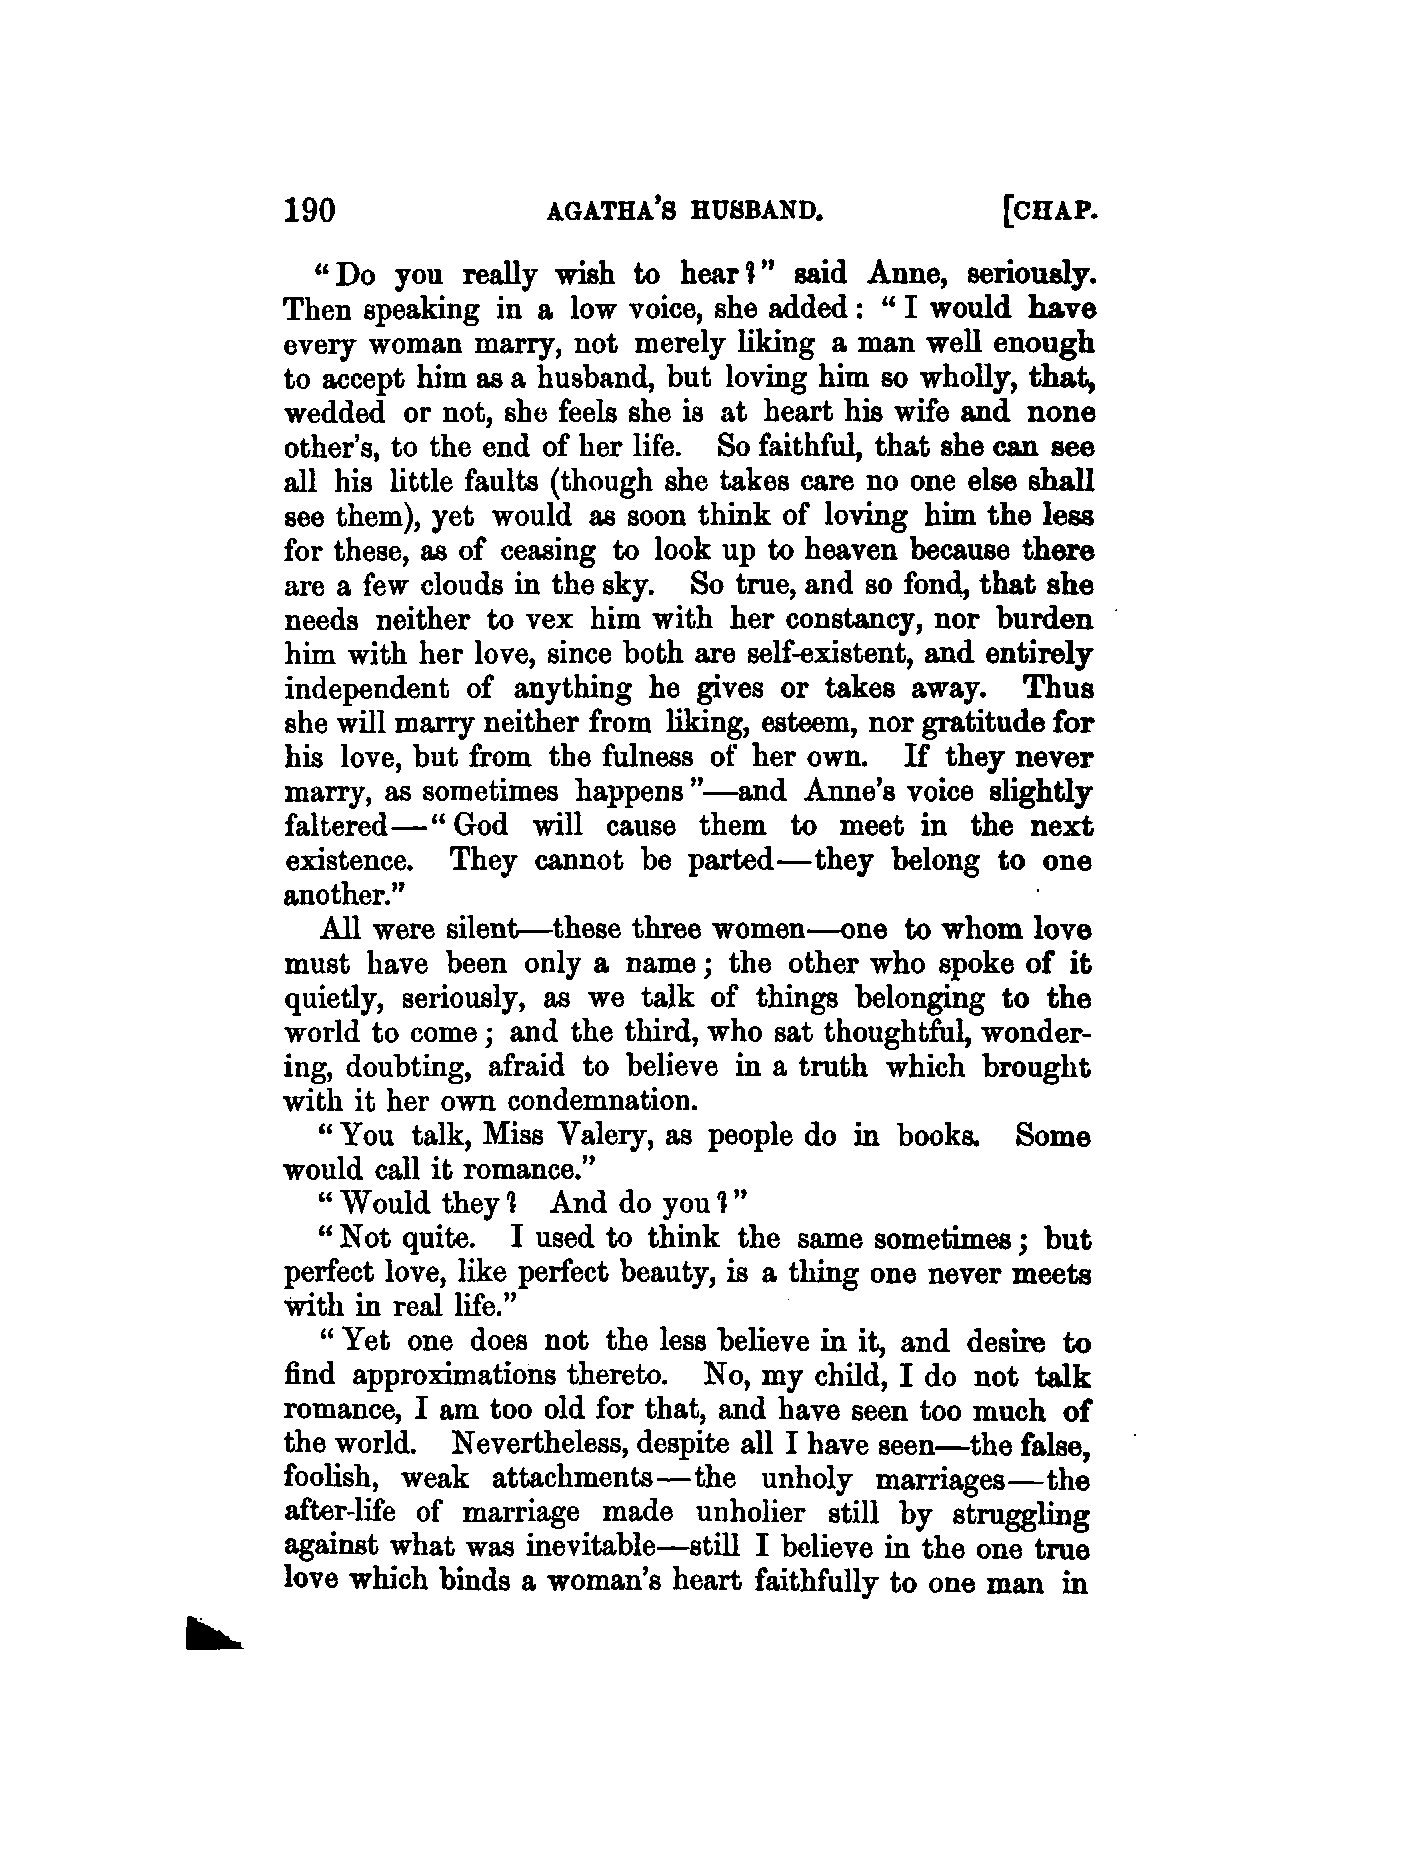 190 AGATHA'S HUSBAND. [CHAP.
"Do you really wish to hear?" said Anne, seriously.
Then speaking in a low voice, she added: "I would have
every woman marry, not merely liking a man well enough
to accept him as a husband, but loving him so wholly, that,
wedded or not, she feels she is at heart his wife and none
other's, to the end of her life. So faithful, that she can see
all his little faults (though she takes care no one else shall
see them), yet would as soon think of loving him the less
for these, as of ceasing to look up to heaven because there
are a few clouds in the sky. So true, and so fond, that she
needs neither to vex him with her constancy, nor burden
him with her love, since both are self-existent, and entirely
independent of anything he gives or takes away. Thus
she will marry neither from liking, esteem, nor gratitude for
his love, but from the fulness of her own. If they never
marry, as sometimes happens"—and Anne's voice slightly
faltered—"God will cause them to meet in the next
existence. They cannot be parted—they belong to one
another."
All were silent—these three women—one to whom love
must have been only a name; the other who spoke of it
quietly, seriously, as we talk of things belonging to the
world to come; and the third, who sat thoughtful, wonder-
ing, doubting, afraid to believe in a truth which brought
with it her own condemnation.
"You talk, Miss Valery, as people do in books. Some
would call it romance."
"Would they? And do you?"
"Not quite. I used to think the same sometimes; but
perfect love, like perfect beauty, is a thing one never meets
with in real life."
"Yet one does not the less believe in it, and desire to
find approximations thereto. No, my child, I do not talk
romance, I am too old for that, and have seen too much of
the world. Nevertheless, despite all I have seen—the false,
foolish, weak attachments—the unholy marriages—the
after-life of marriage made unholier still by struggling
against what was inevitable—still I believe in the one true
love which binds a woman's heart faithfully to one man in